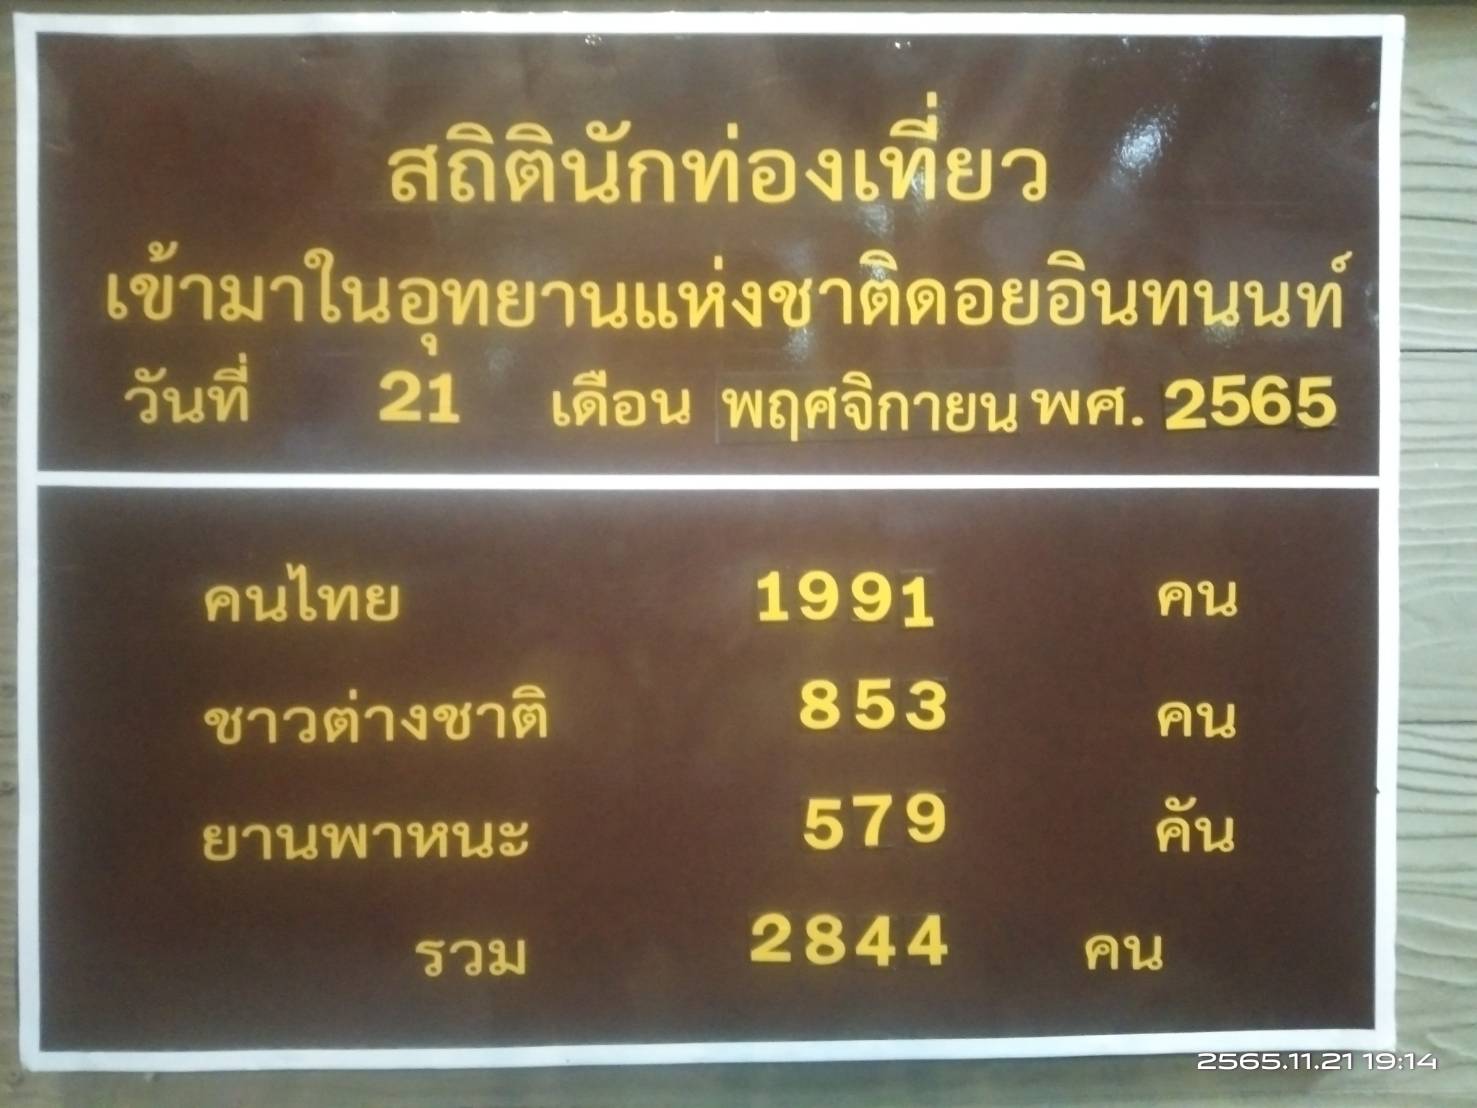 สถิตินักท่องเที่ยว
เข้ามาในอุทยานแห่งชาติดอยอินทนนท์
วันที่ 21 เดือน พฤศจิกายน พศ. 2565
คนไทย 1991 คน
ชาวต่างชาติ 853 คน
ยานพาหนะ 579 คัน
รวม 2844 คน
2565.11.21 19:14